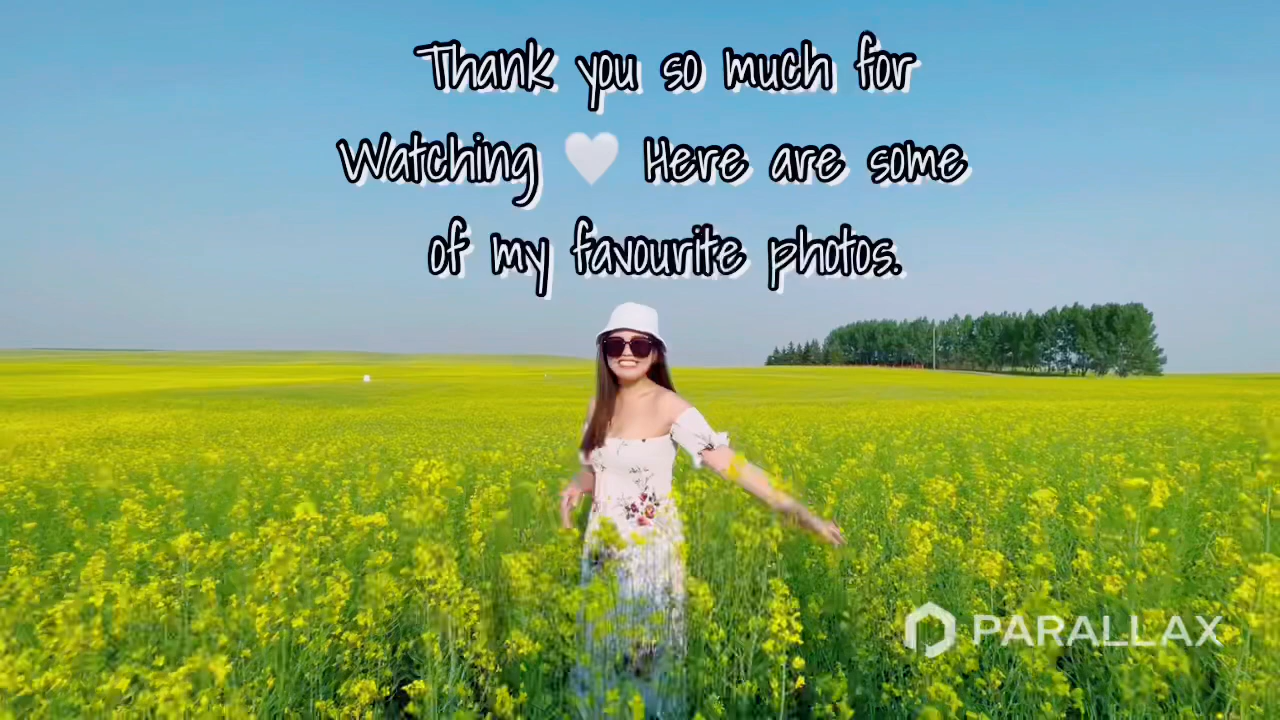 Thank you so much for
Watching 🤍 Here are some
of my favourite photos.
PARALLAX